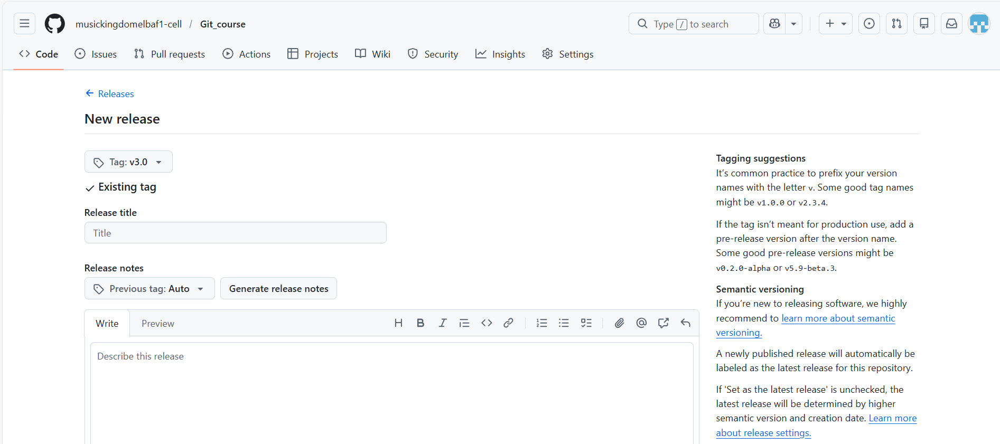 musickingdomelbaf1-cell / Git_course
Type / to search
Code Issues Pull requests Actions Projects Wiki Security Insights Settings
Releases
New release
Tag: v3.0
Existing tag
Release title
Title
Release notes
Previous tag: Auto
Generate release notes
Write Preview
Describe this release
Tagging suggestions
It’s common practice to prefix your version
names with the letter v. Some good tag names
might be v1.0.0 or v2.3.4.
If the tag isn’t meant for production use, add a
pre-release version after the version name.
Some good pre-release versions might be
v0.2.0-alpha or v5.9-beta.3.
Semantic versioning
If you’re new to releasing software, we highly
recommend to learn more about semantic
versioning.
A newly published release will automatically be
labeled as the latest release for this repository.
If 'Set as the latest release' is unchecked, the
latest release will be determined by higher
semantic version and creation date. Learn more
about release settings.